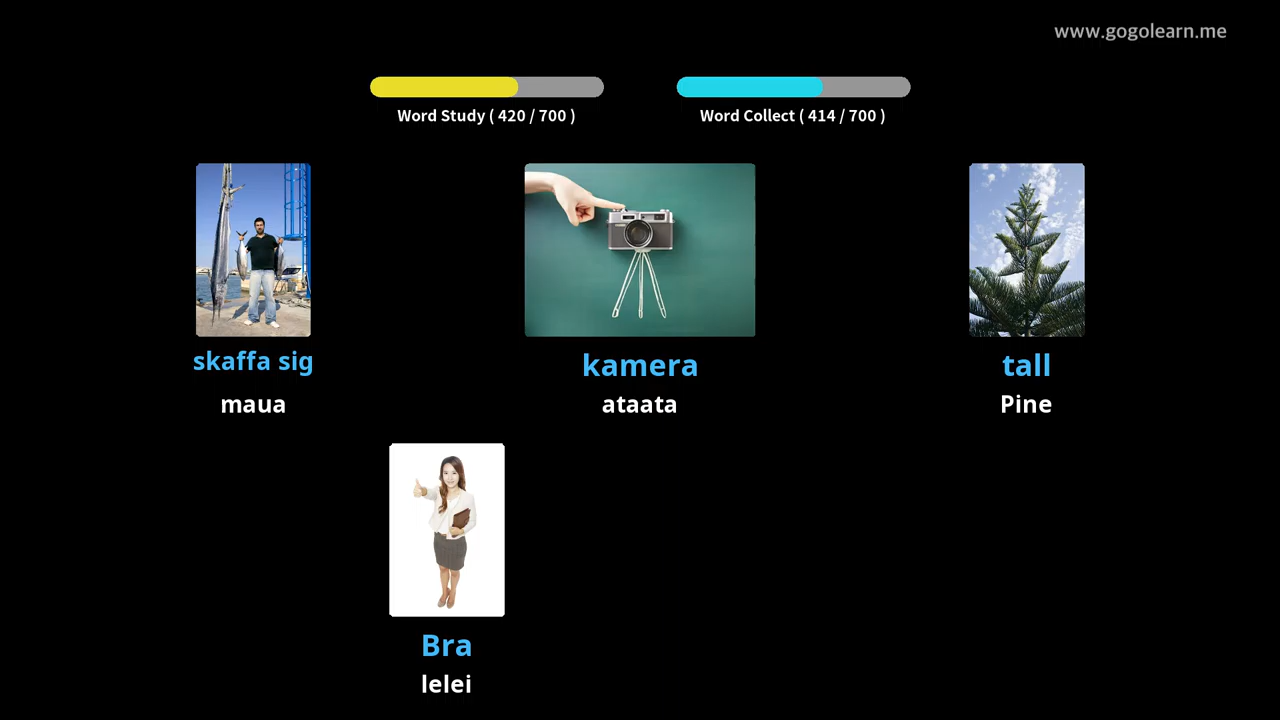 www.gogolearn.me
Word Study ( 420 / 700 )
Word Collect ( 414 / 700 )
skaffa sig
maua
kamera
ataata
tall
Pine
Bra
lelei